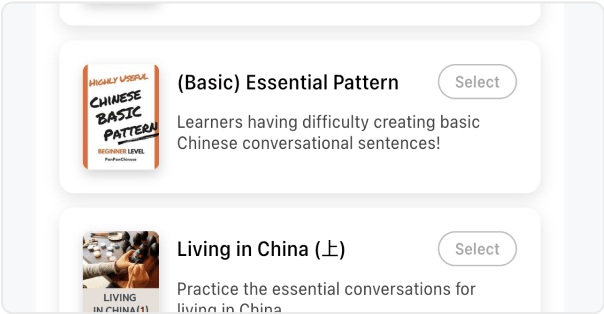 HIGHLY USEFUL
CHINESE
BASIC
PATTERN
BEGINNER LEVEL
PanPanChinese
(Basic) Essential Pattern
Select
Learners having difficulty creating basic
Chinese conversational sentences!
LIVING
IN CHINA(1)
Living in China (上)
Select
Practice the essential conversations for
living in China